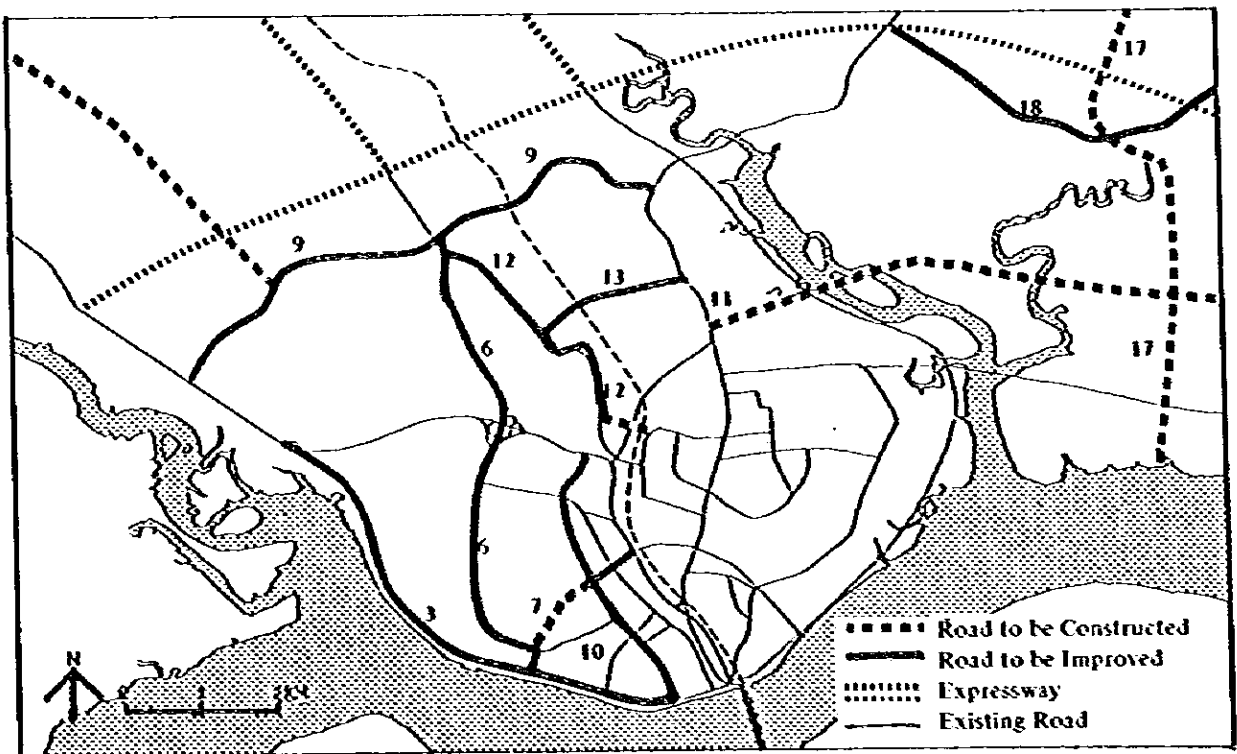 17
18
9
9
12
13
11
6
17
12
6
3
7
10
N
Road to be Constructed
Road to be Improved
Expressway
Existing Road